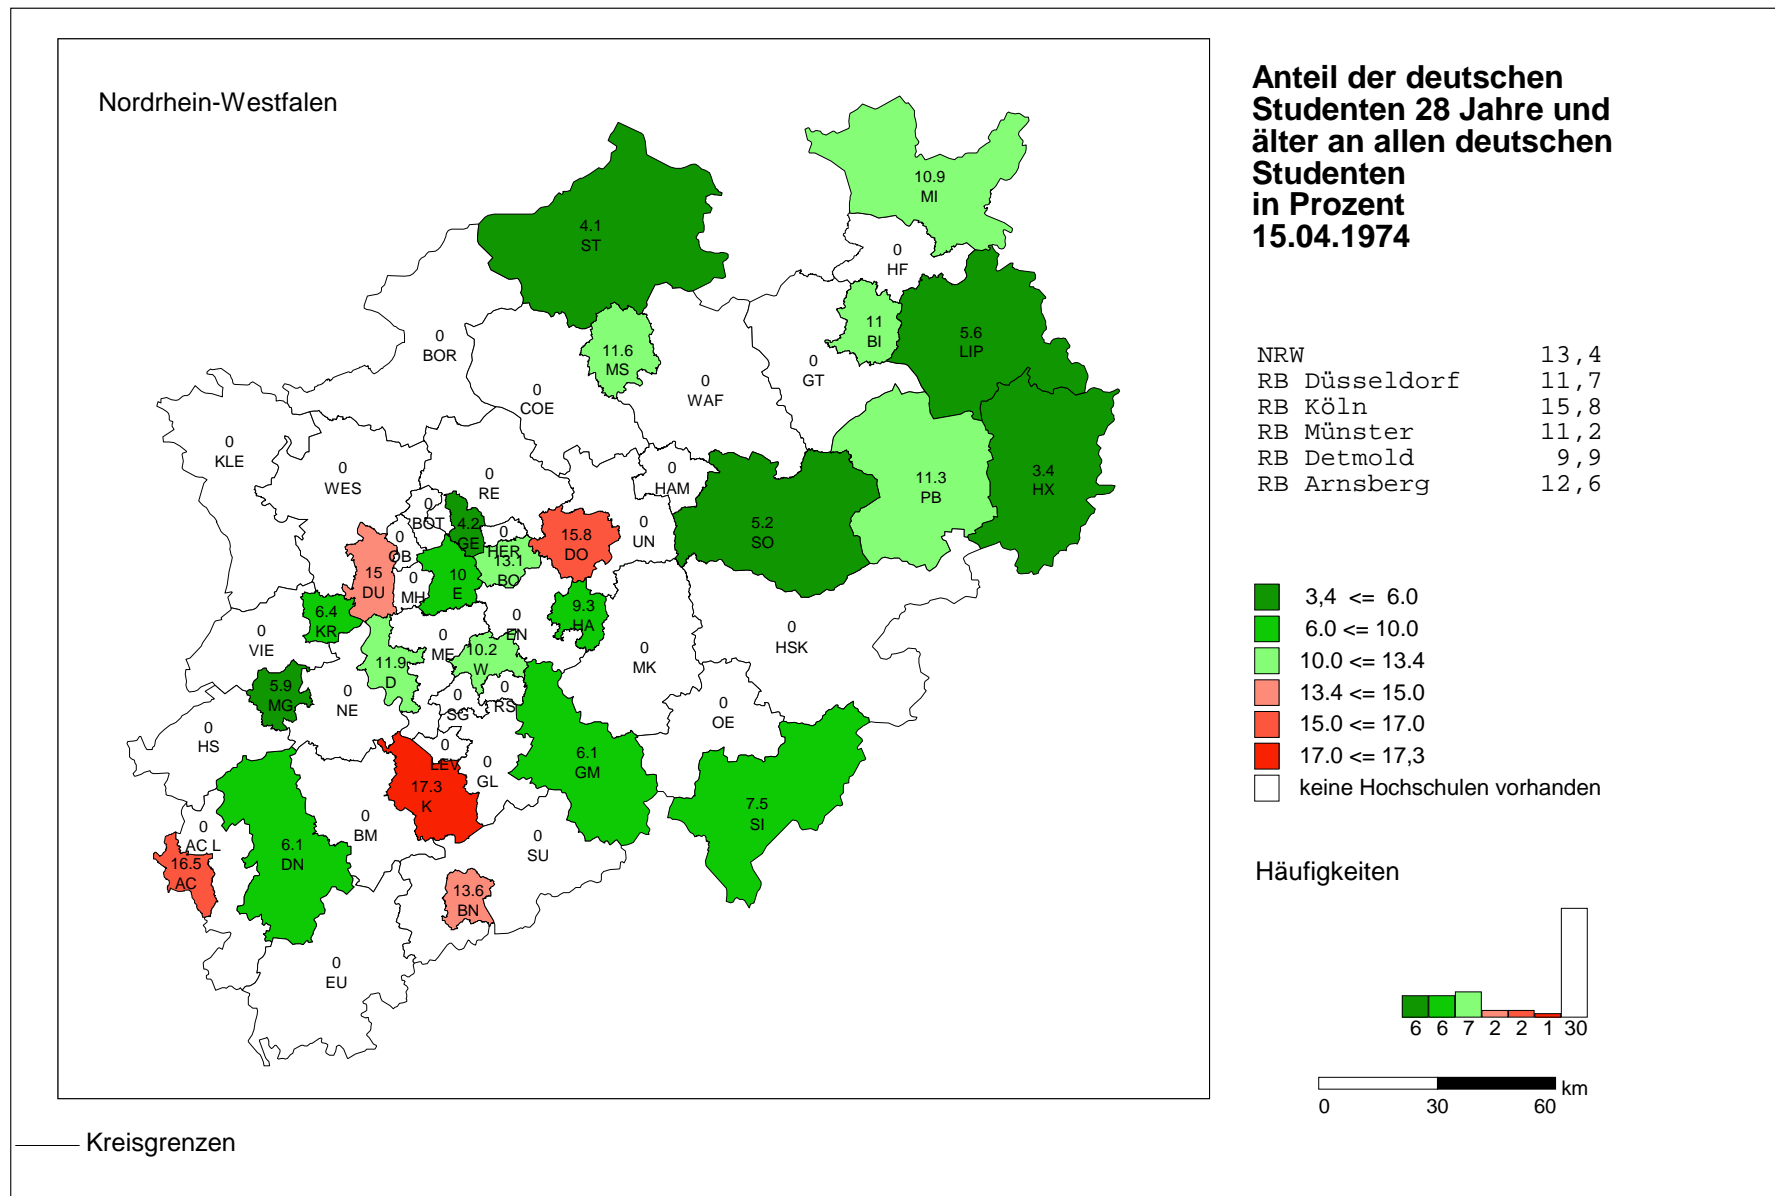 Nordrhein-Westfalen
Anteil der deutschen
Studenten 28 Jahre und
älter an allen deutschen
Studenten
in Prozent
15.04.1974
10.9
MI
4.1
ST
0
HF
11
BI
5.6
LIP
0
BOR
11.6
MS
0
GT
0
WAF
0
COE
0
KLE
0
WES
0
RE
0
HAM
11.3
PB
3.4
HX
0
BOT
4.2
GE
0
HER
15.8
DO
0
UN
5.2
SO
0
OB
13.1
BO
15
DU
0
MH
10
E
9.3
HA
6.4
KR
0
VIE
0
ME
0
EN
10.2
W
0
MK
0
HSK
11.9
D
5.9
MG
0
NE
0
SG
0
RS
0
OE
0
HS
0
LEV
0
GL
6.1
GM
17.3
K
7.5
SI
0
BM
0
AC L
6.1
DN
0
SU
16.5
AC
13.6
BN
0
EU
NRW 13,4
RB Düsseldorf 11,7
RB Köln 15,8
RB Münster 11,2
RB Detmold 9,9
RB Arnsberg 12,6
3,4 <= 6.0
6.0 <= 10.0
10.0 <= 13.4
13.4 <= 15.0
15.0 <= 17.0
17.0 <= 17,3
keine Hochschulen vorhanden
Häufigkeiten
6 6 7 2 2 1 30
km
0 30 60
Kreisgrenzen